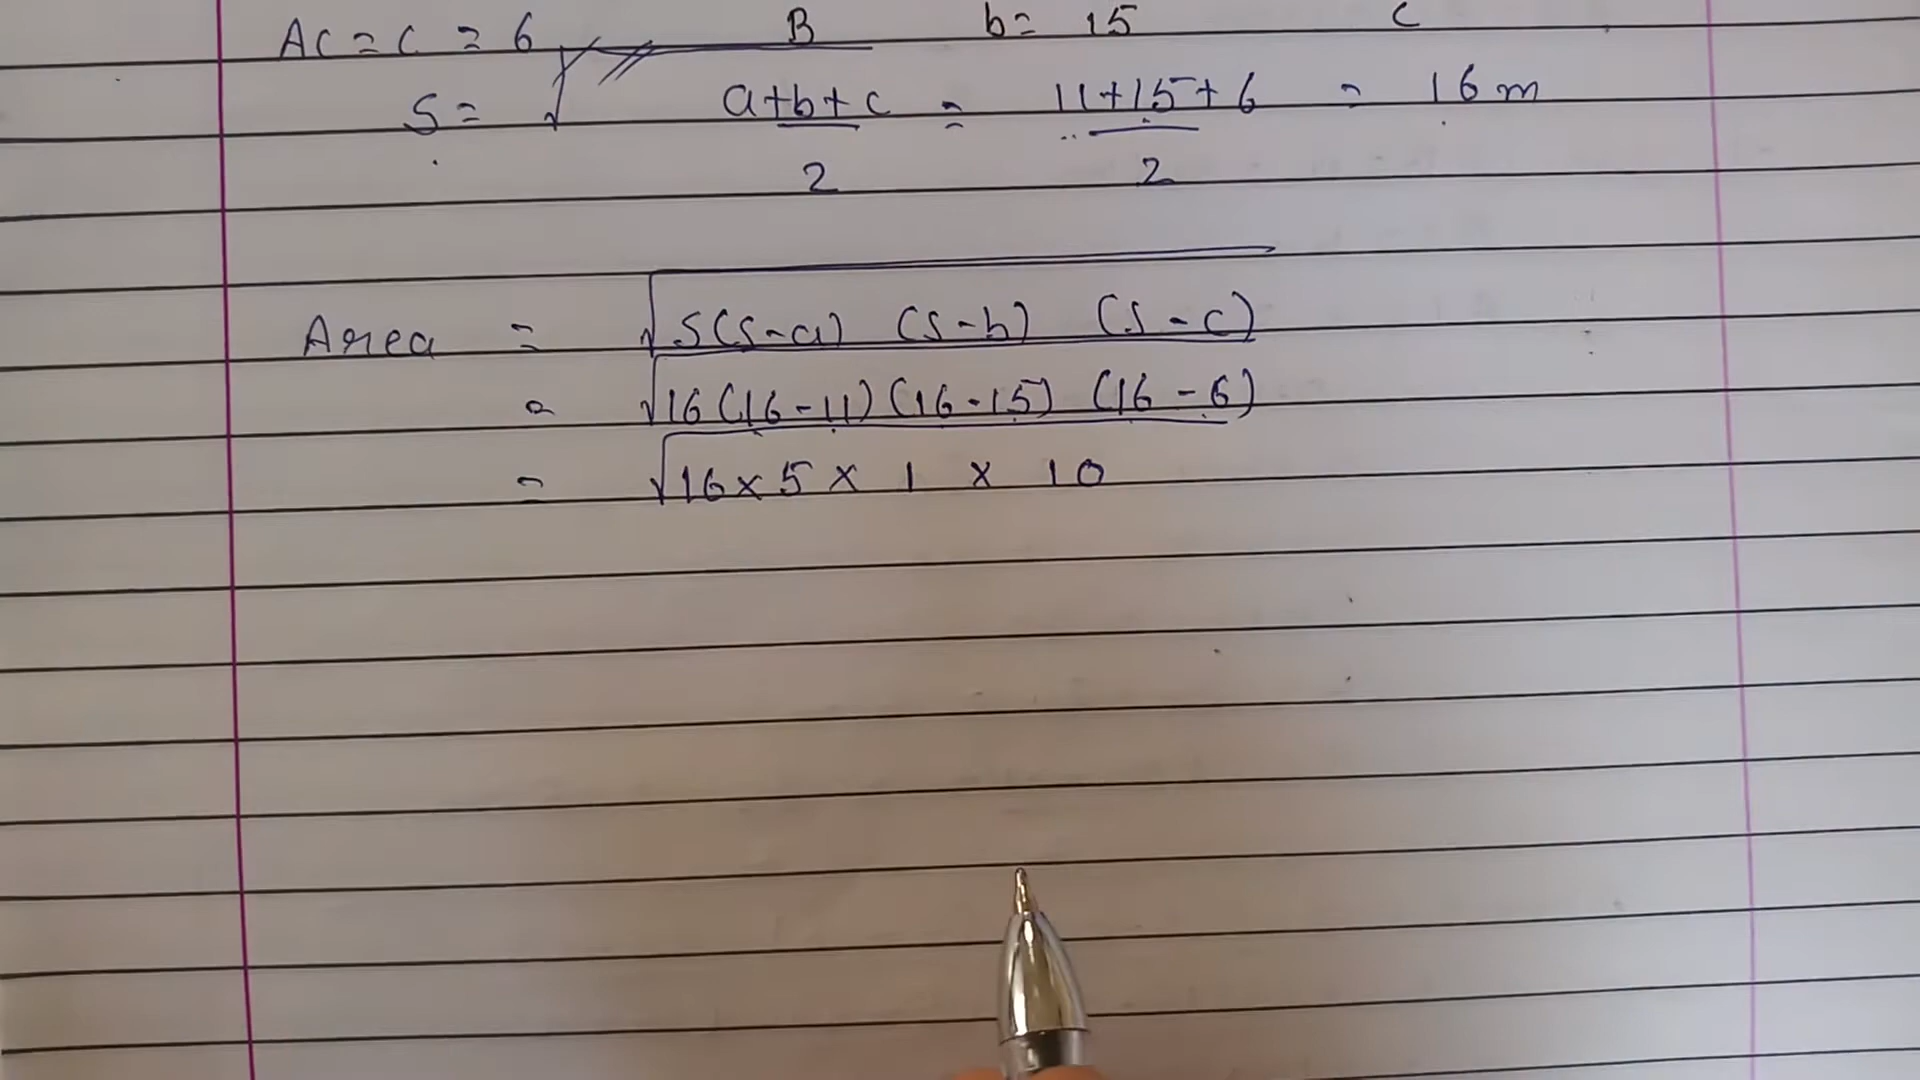 AC = c = 6 B b = 15 C
S = √ a+b+c/2 = 11+15+6/2 = 16 m
Area = √S(S-a) (S-b) (S-c)
= √16(16-11) (16-15) (16-6)
= √16 x 5 x 1 x 10